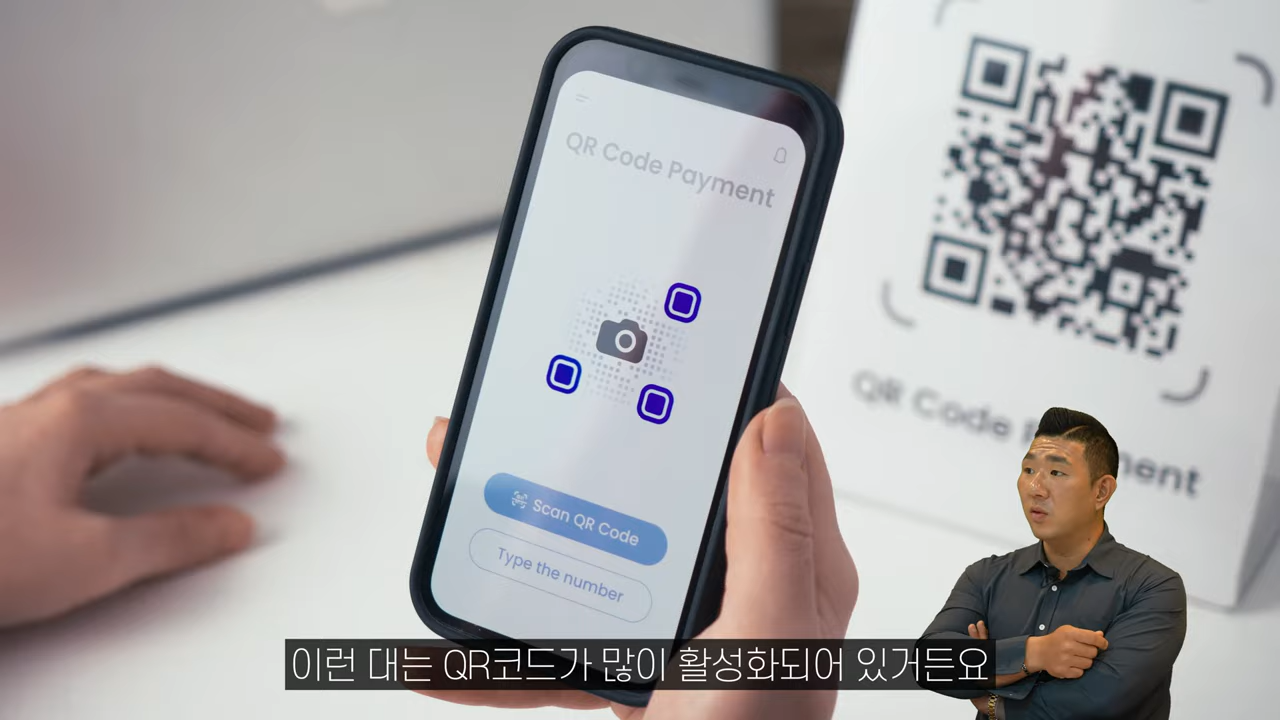 QR Code Payment
Scan QR Code
Type the number
QR Code
이런 대는 QR코드가 많이 활성화되어 있거든요